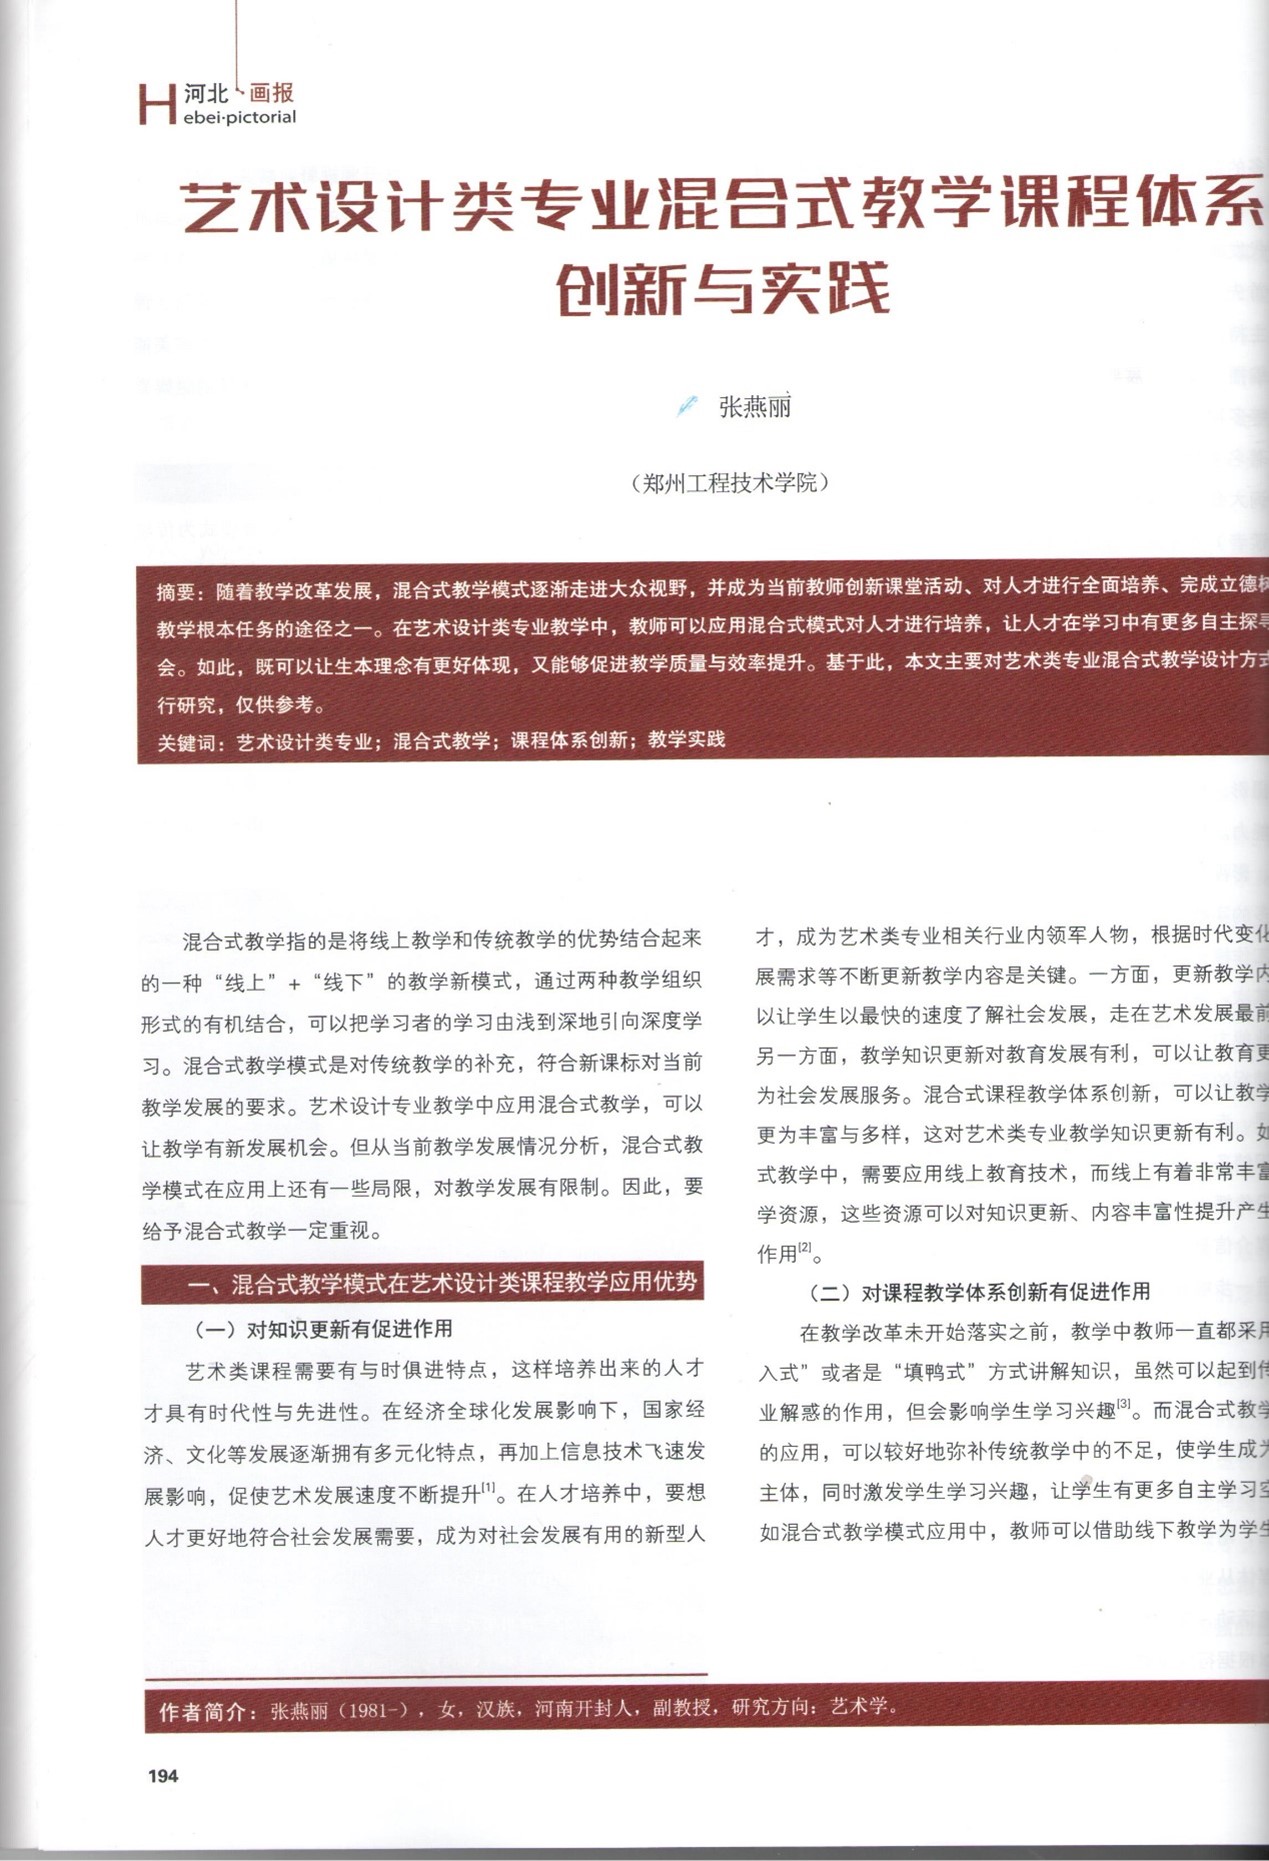 河北·画报
Hebei·pictorial
艺术设计类专业混合式教学课程体系
创新与实践
张燕丽
（郑州工程技术学院）
摘要：随着教学改革发展，混合式教学模式逐渐走进大众视野，并成为当前教师创新课堂活动、对人才进行全面培养、完成立德树
教学根本任务的途径之一。在艺术设计类专业教学中，教师可以应用混合式模式对人才进行培养，让人才在学习中有更多自主探寻
会。如此，既可以让生本理念有更好体现，又能够促进教学质量与效率提升。基于此，本文主要对艺术类专业混合式教学设计方式
行研究，仅供参考。
关键词：艺术设计类专业；混合式教学；课程体系创新；教学实践
混合式教学指的是将线上教学和传统教学的优势结合起来
的一种“线上”+“线下”的教学新模式，通过两种教学组织
形式的有机结合，可以把学习者的学习由浅到深地引向深度学
习。混合式教学模式是对传统教学的补充，符合新课标对当前
教学发展的要求。艺术设计专业教学中应用混合式教学，可以
让教学有新发展机会。但从当前教学发展情况分析，混合式教
学模式在应用上还有一些局限，对教学发展有限制。因此，要
给予混合式教学一定重视。
一、混合式教学模式在艺术设计类课程教学应用优势
（一）对知识更新有促进作用
艺术类课程需要有与时俱进特点，这样培养出来的人才
才具有时代性与先进性。在经济全球化发展影响下，国家经
济、文化等发展逐渐拥有多元化特点，再加上信息技术飞速发
展影响，促使艺术发展速度不断提升[1]。在人才培养中，要想
人才更好地符合社会发展需要，成为对社会发展有用的新型人
才，成为艺术类专业相关行业内领军人物，根据时代变化
展需求等不断更新教学内容是关键。一方面，更新教学内
以让学生以最快的速度了解社会发展，走在艺术发展最前
另一方面，教学知识更新对教育发展有利，可以让教育更
为社会发展服务。混合式课程教学体系创新，可以让教学
更为丰富与多样，这对艺术类专业教学知识更新有利。如
式教学中，需要应用线上教育技术，而线上有着非常丰富
学资源，这些资源可以对知识更新、内容丰富性提升产生
作用[2]。
（二）对课程教学体系创新有促进作用
在教学改革未开始落实之前，教学中教师一直都采用
入式”或者是“填鸭式”方式讲解知识，虽然可以起到传
业解惑的作用，但会影响学生学习兴趣[3]。而混合式教学
的应用，可以较好地弥补传统教学中的不足，使学生成为
主体，同时激发学生学习兴趣，让学生有更多自主学习空
如混合式教学模式应用中，教师可以借助线下教学为学生
作者简介：张燕丽（1981-），女，汉族，河南开封人，副教授，研究方向：艺术学。
194